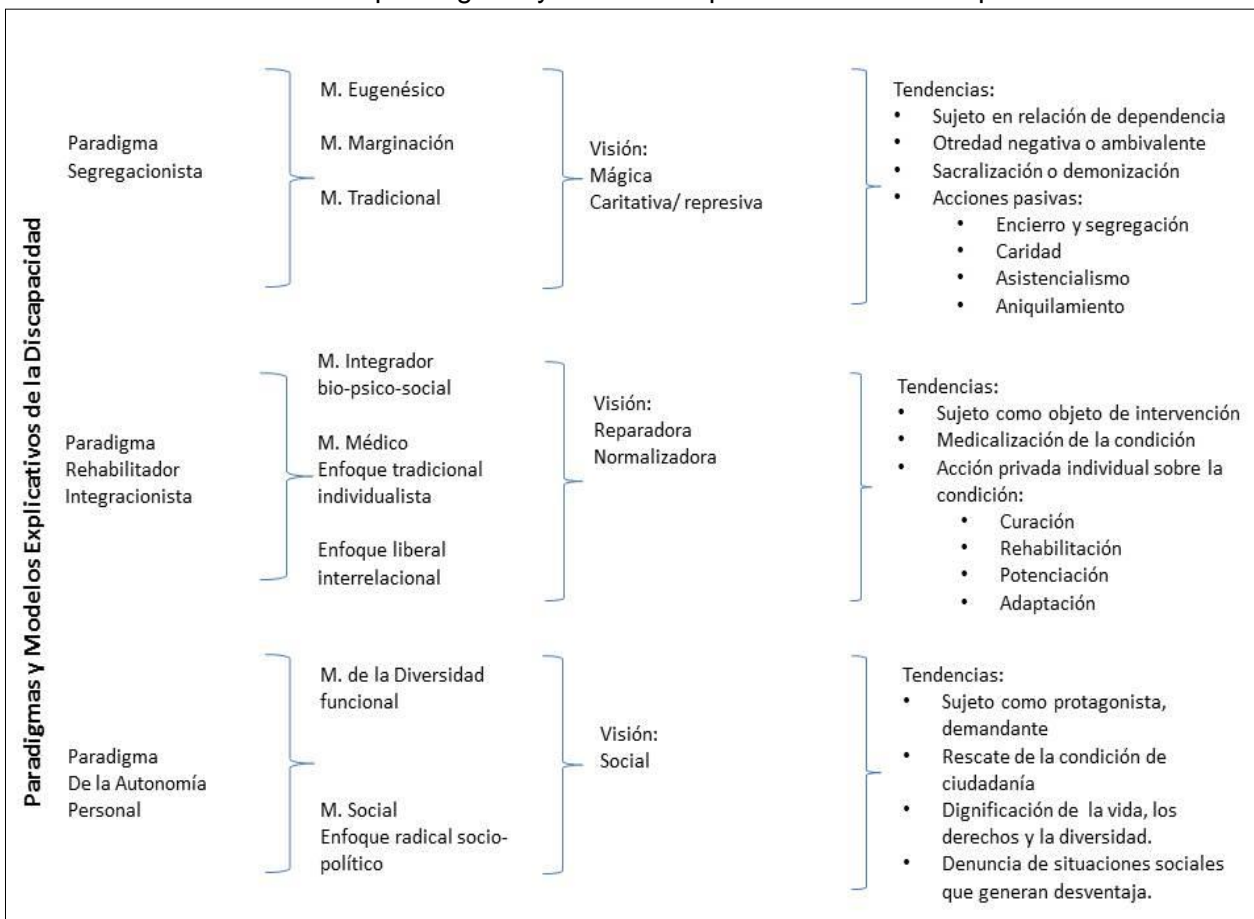 Paradigmas y Modelos Explicativos de la Discapacidad
Paradigma
Segregacionista
M. Eugenésico
M. Marginación
M. Tradicional
Visión:
Mágica
Caritativa/ represiva
Tendencias:
• Sujeto en relación de dependencia
• Otredad negativa o ambivalente
• Sacralización o demonización
• Acciones pasivas:
• Encierro y segregación
• Caridad
• Asistencialismo
• Aniquilamiento
Paradigma
Rehabilitador
Integracionista
M. Integrador
bio-psico-social
M. Médico
Enfoque tradicional
individualista
Enfoque liberal
interrelacional
Visión:
Reparadora
Normalizadora
Tendencias:
• Sujeto como objeto de intervención
• Medicalización de la condición
• Acción privada individual sobre la
condición:
• Curación
• Rehabilitación
• Potenciación
• Adaptación
Paradigma
De la Autonomía
Personal
M. de la Diversidad
funcional
M. Social
Enfoque radical socio-
político
Visión:
Social
Tendencias:
• Sujeto como protagonista,
demandante
• Rescate de la condición de
ciudadanía
• Dignificación de la vida, los
derechos y la diversidad.
• Denuncia de situaciones sociales
que generan desventaja.